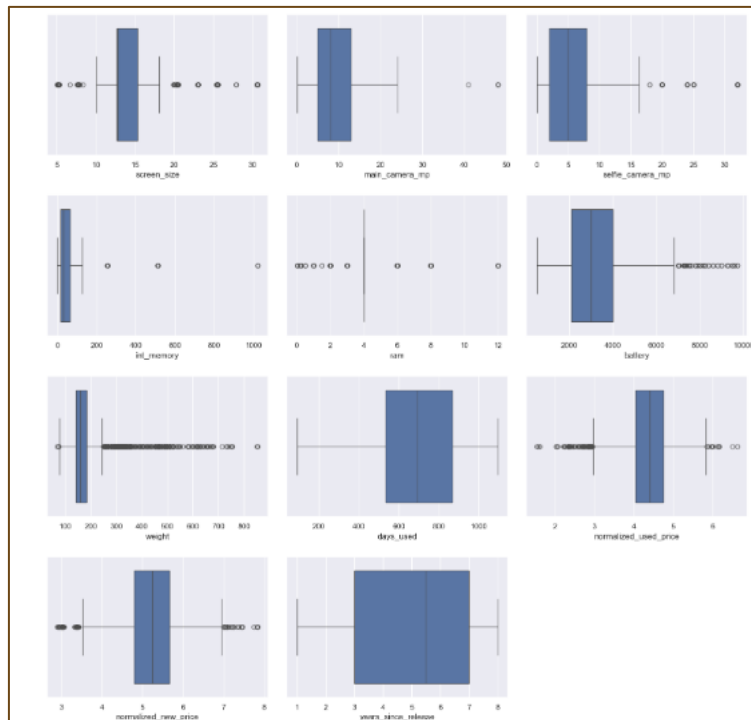 5 10 15 20 25 30
screen_size
0 10 20 30 40 50
main_camera_mp
0 5 10 15 20 25 30
selfie_camera_mp
0 200 400 600 800 1000
int_memory
0 2 4 6 8 10 12
ram
2000 4000 6000 8000 10000
battery
100 200 300 400 500 600 700 800
weight
200 400 600 800 1000
days_used
2 3 4 5 6
normalized_used_price
3 4 5 6 7 8
normalized_new_price
1 2 3 4 5 6 7 8
years_since_release